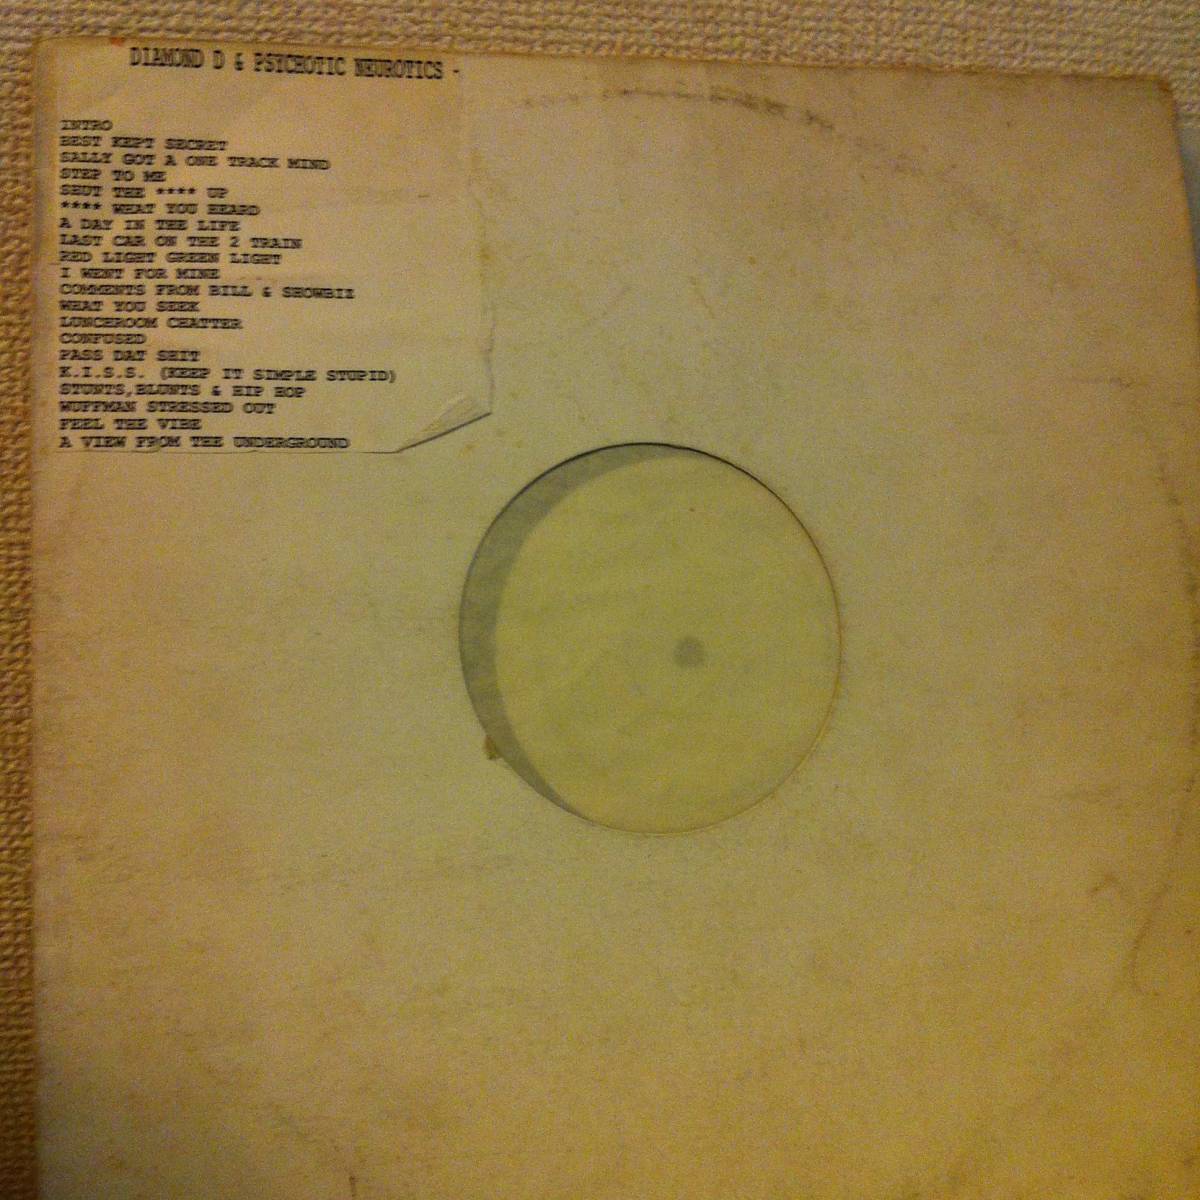 DIAMOND D & PSYCHOTIC NEUROTICS -
INTRO
BEST KEPT SECRET
SALLY GOT A ONE TRACK MIND
STEP TO ME
SHUT THE **** UP
**** WHAT YOU HEARD
A DAY IN THE LIFE
LAST CAR ON THE 2 TRAIN
RED LIGHT GREEN LIGHT
I WENT FOR MINE
COMMENTS FROM BILL & SHOWBIZ
WHAT YOU SEEK
LUNCHROOM CHATTER
CONFUSED
PASS DAT SHIT
K.I.S.S. (KEEP IT SIMPLE STUPID)
STUNTS,BLUNTS & HIP HOP
WUFFMAN STRESSED OUT
FEEL THE VIBE
A VIEW FROM THE UNDERGROUND